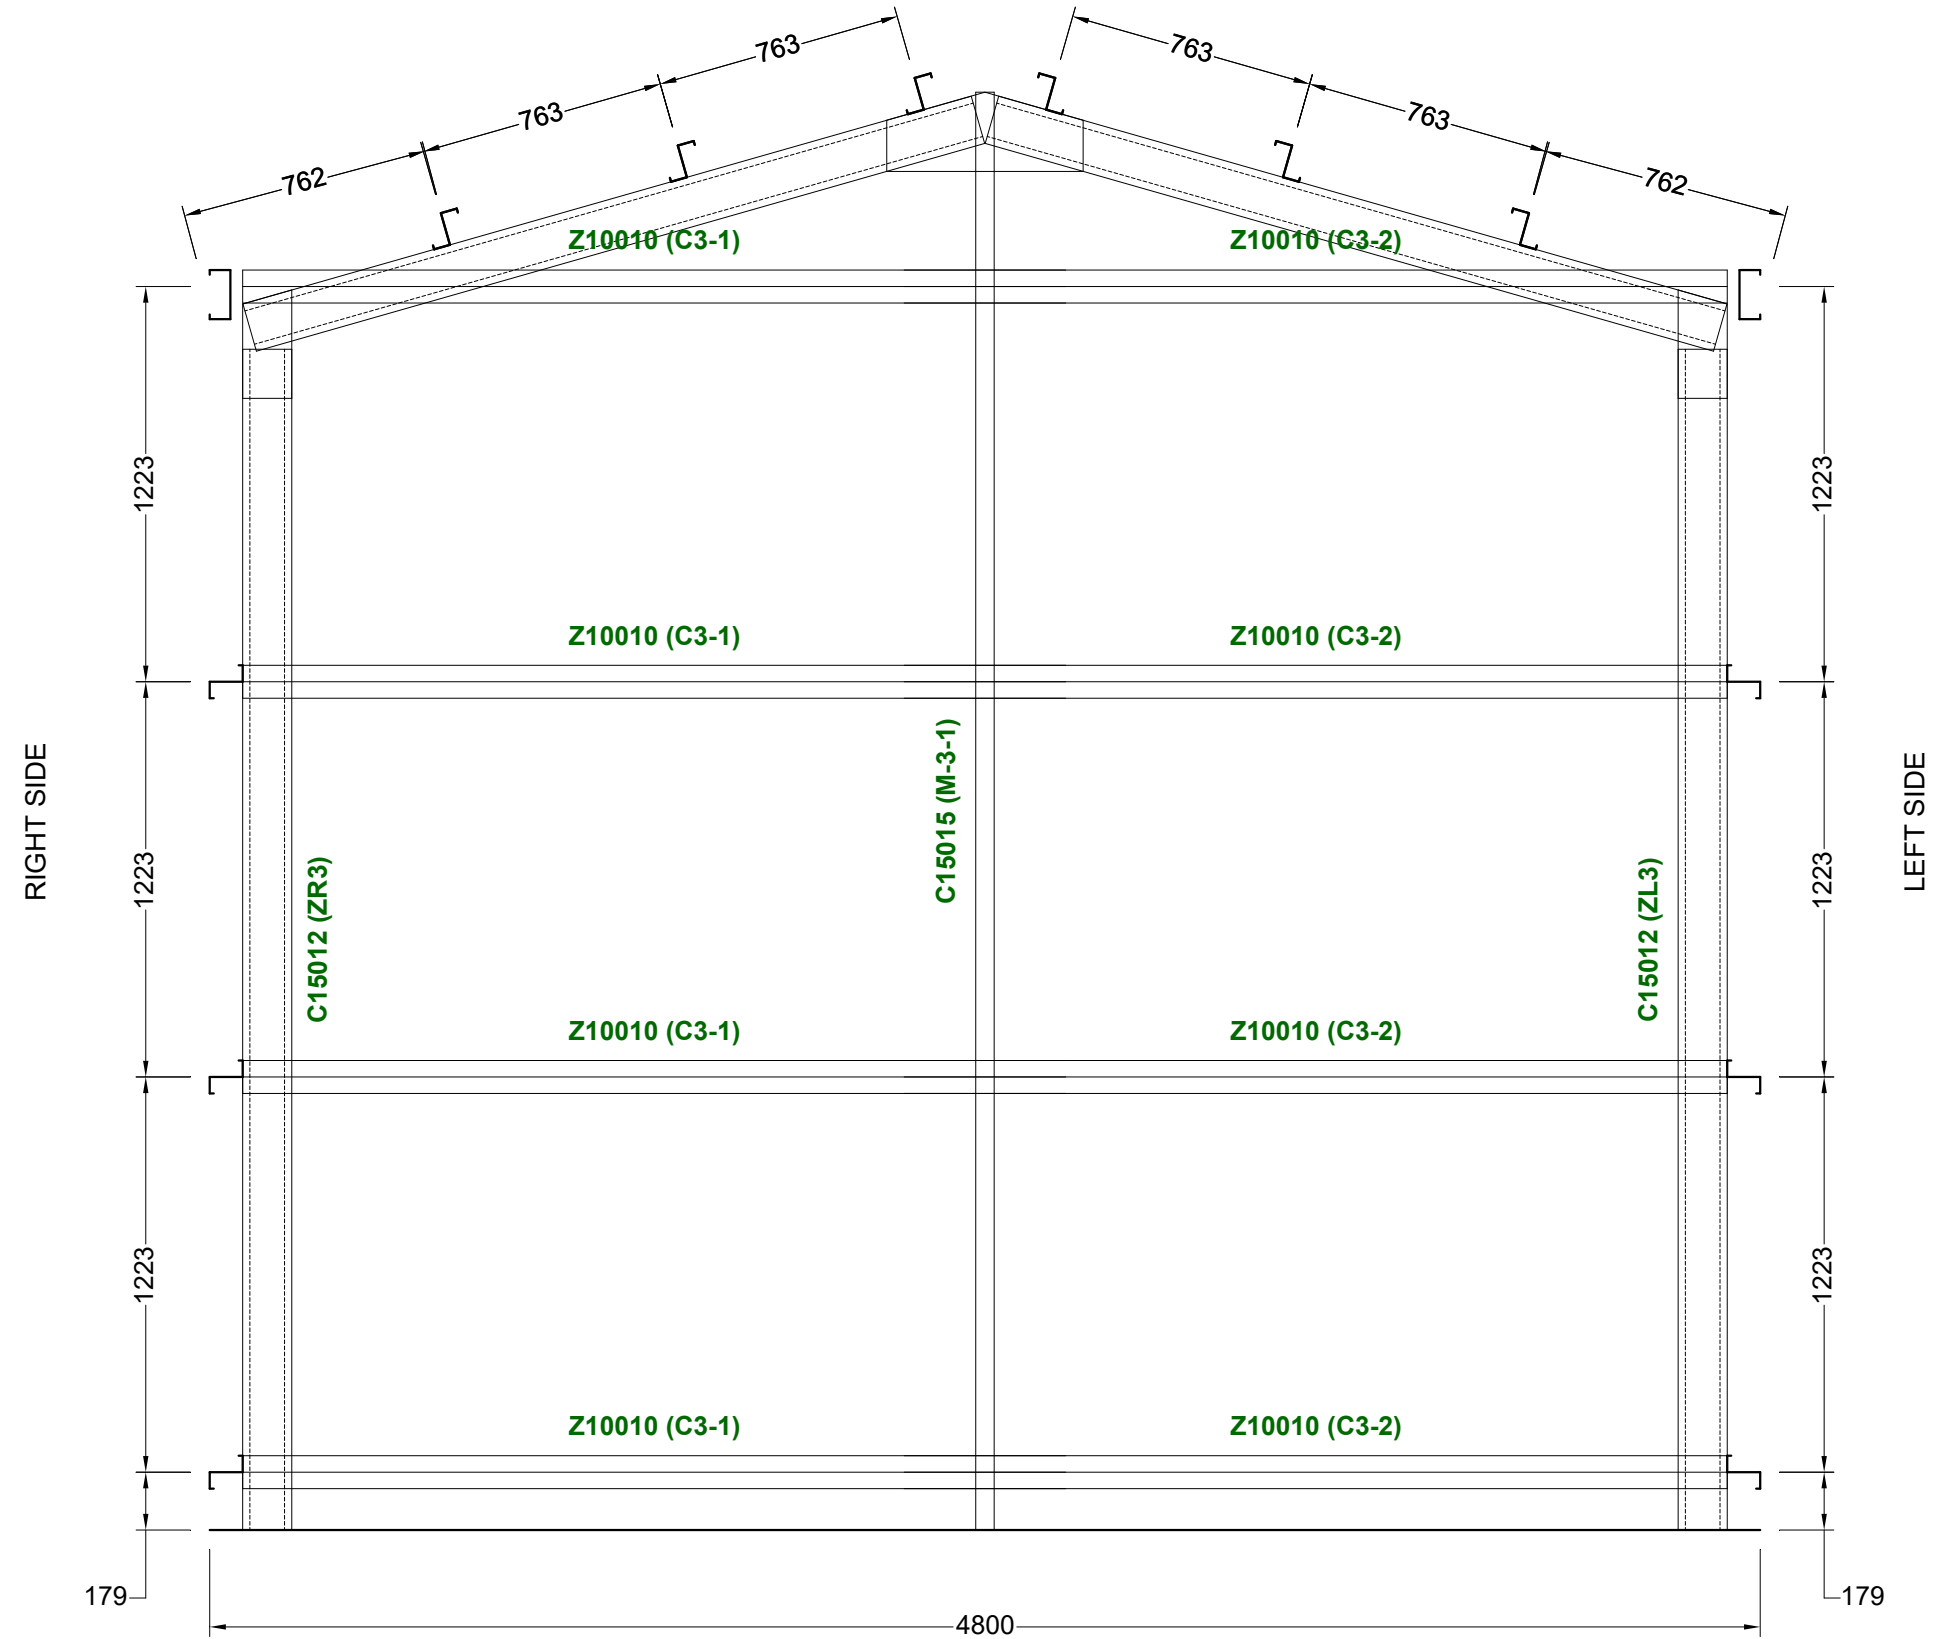 763
763
763
763
762
762
Z10010 (C3-1)
Z10010 (C3-2)
1223
1223
Z10010 (C3-1)
Z10010 (C3-2)
RIGHT SIDE
C15015 (M-3-1)
LEFT SIDE
1223
1223
C15012 (ZR3)
C15012 (ZL3)
Z10010 (C3-1)
Z10010 (C3-2)
1223
1223
Z10010 (C3-1)
Z10010 (C3-2)
179
179
4800